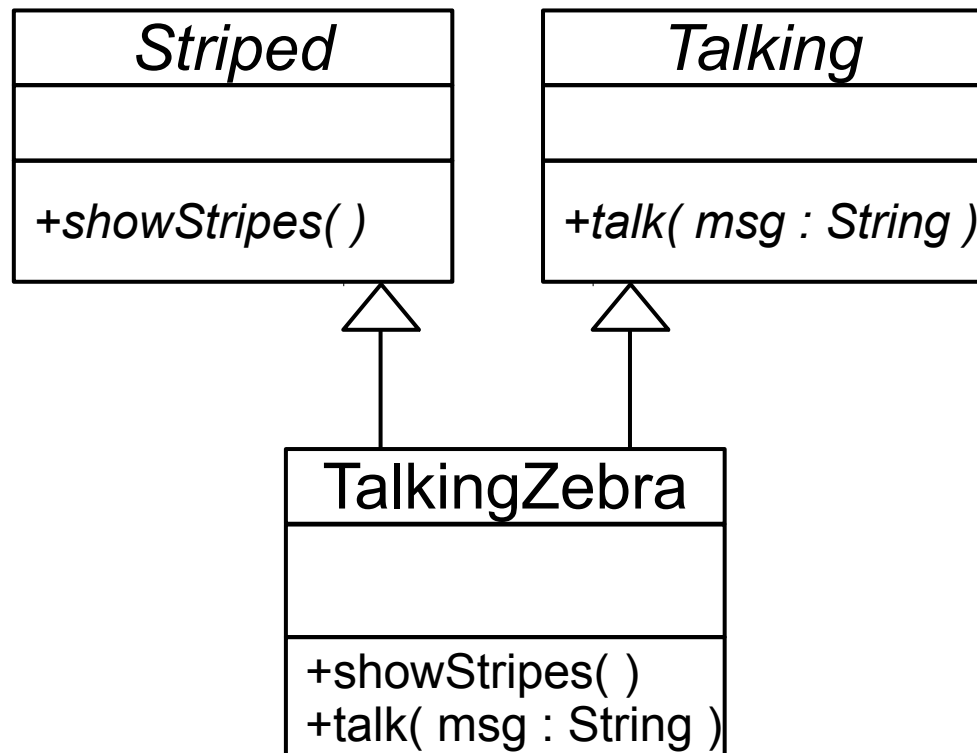 Striped
+showStripes( )
Talking
+talk( msg : String )
TalkingZebra
+showStripes( )
+talk( msg : String )